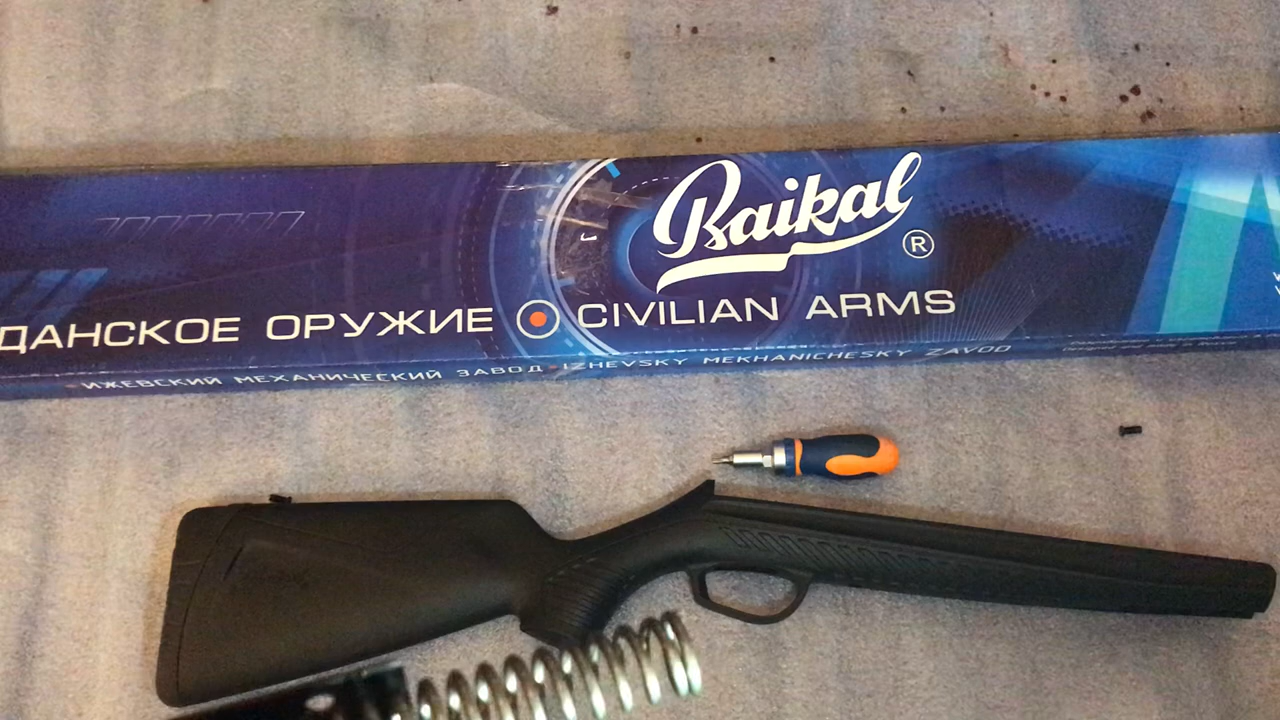 Baikal ®
ДАНСКОЕ ОРУЖИЕ CIVILIAN ARMS
ИЖЕВСКИЙ МЕХАНИЧЕСКИЙ ЗАВОД IZHEVSKY MEKHANICHESKY ZAVOD